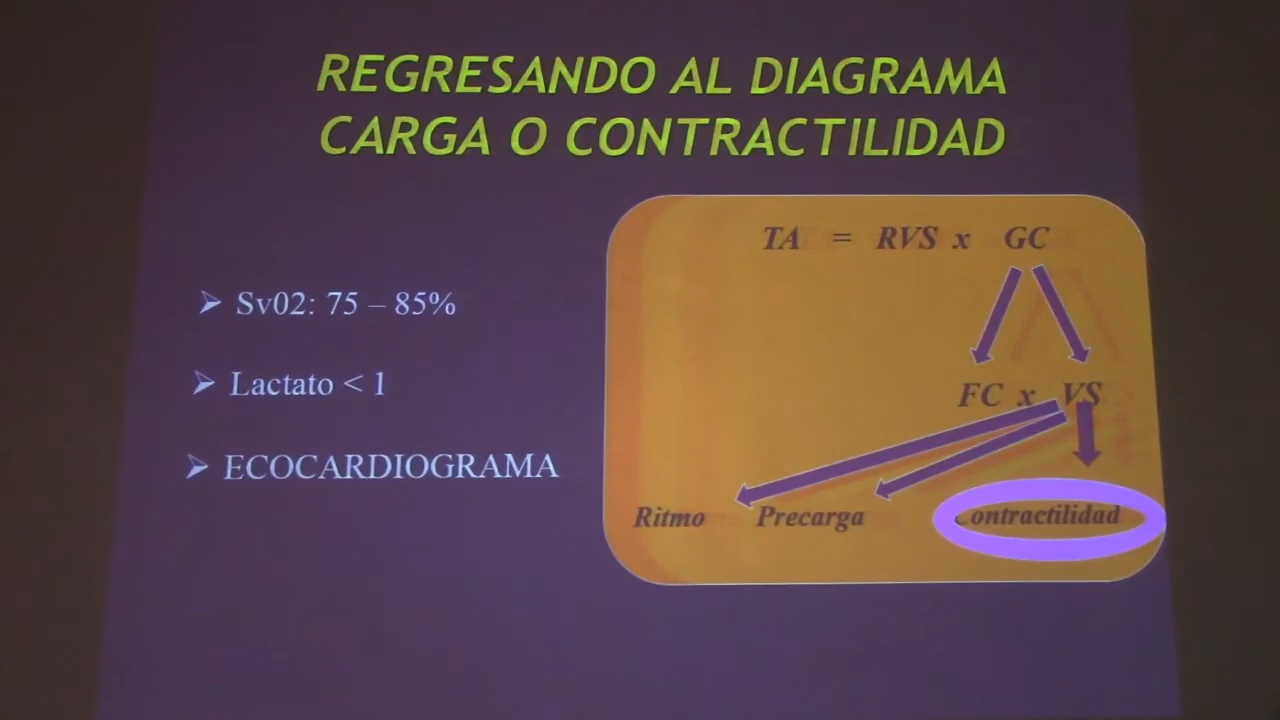 REGRESANDO AL DIAGRAMA
CARGA O CONTRACTILIDAD
Sv02: 75 – 85%
Lactato < 1
ECOCARDIOGRAMA
TA = RVS x GC
FC x VS
Ritmo Precarga Contractilidad